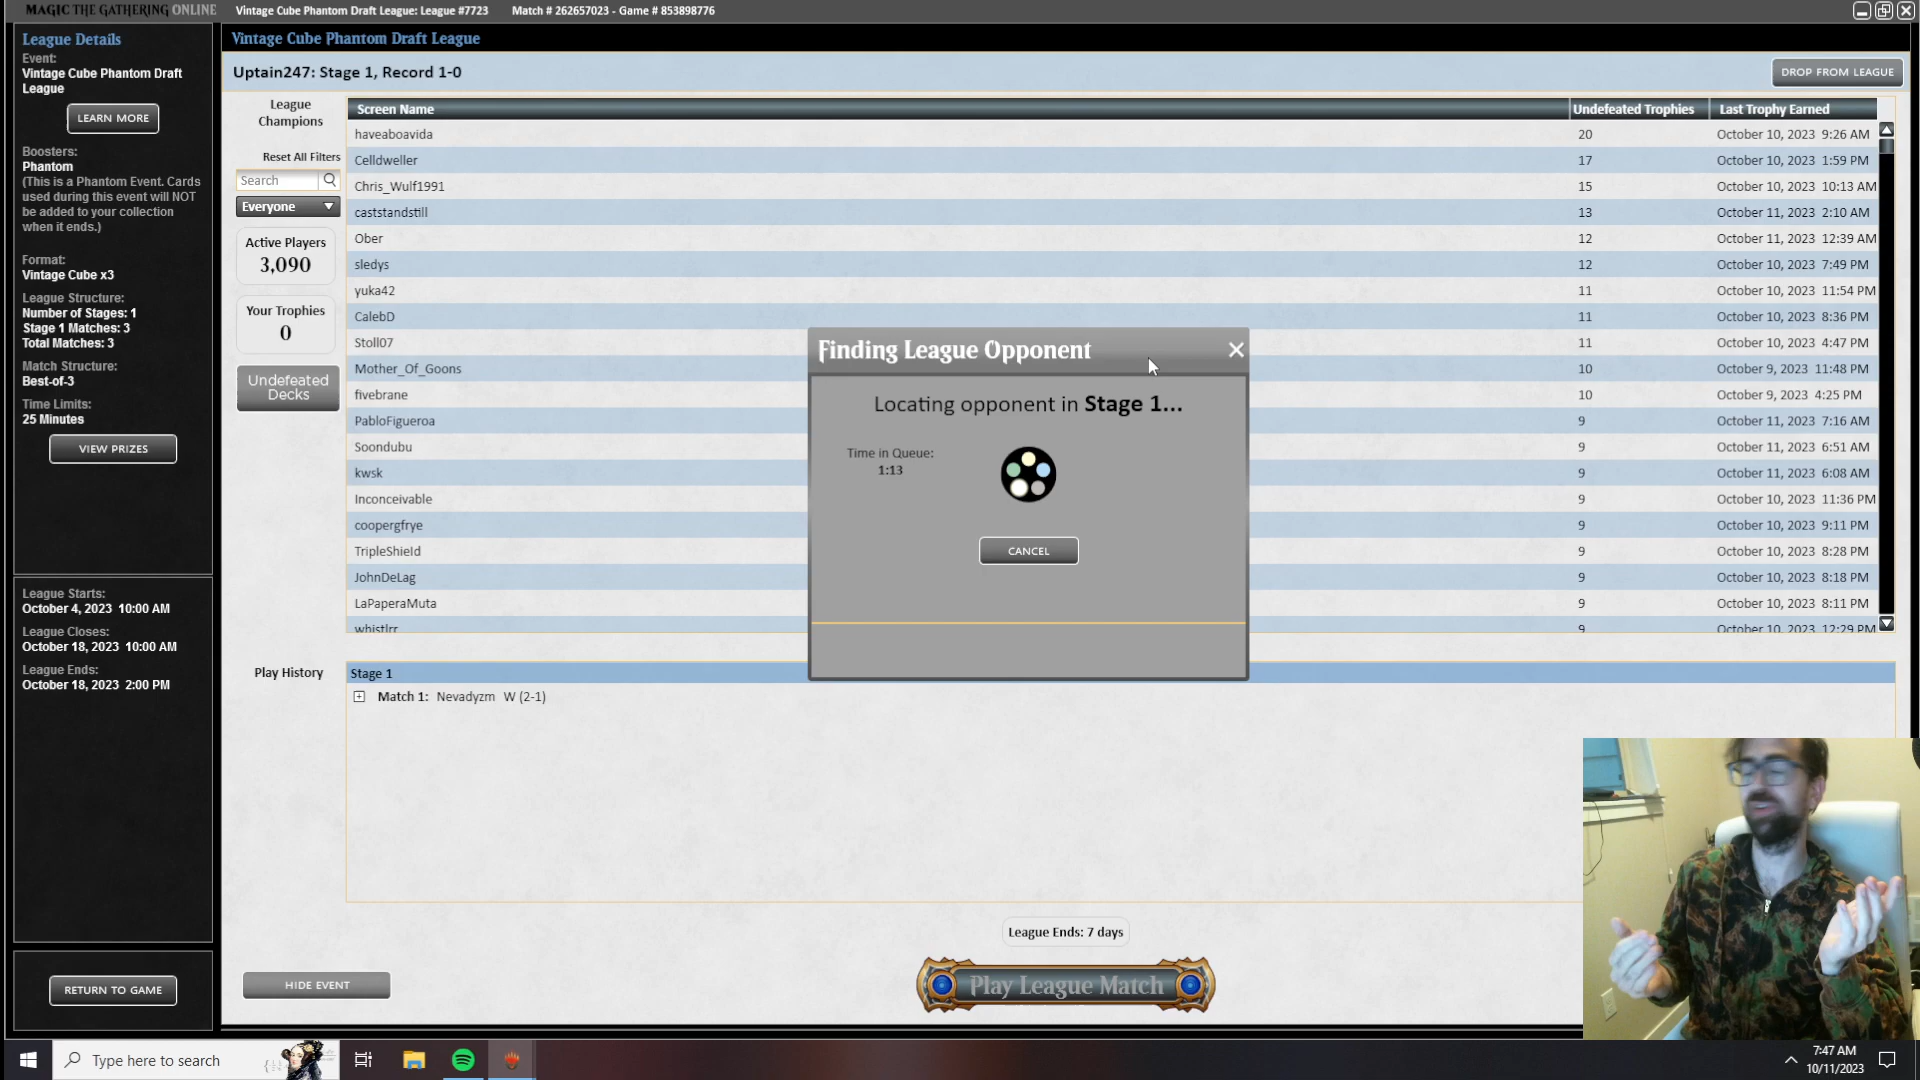 MAGIC THE GATHERING ONLINE
Vintage Cube Phantom Draft League: League #7723
Match # 262657023 - Game # 853898776
League Details
Event:
Vintage Cube Phantom Draft
League
LEARN MORE
Boosters:
Phantom
(This is a Phantom Event. Cards
used during this event will NOT
be added to your collection
when it ends.)
Format:
Vintage Cube x3
League Structure:
Number of Stages: 1
Stage 1 Matches: 3
Total Matches: 3
Match Structure:
Best-of-3
Time Limits:
25 Minutes
VIEW PRIZES
League Starts:
October 4, 2023 10:00 AM
League Closes:
October 18, 2023 10:00 AM
League Ends:
October 18, 2023 2:00 PM
RETURN TO GAME
Vintage Cube Phantom Draft League
Uptain247: Stage 1, Record 1-0
DROP FROM LEAGUE
League
Champions
Reset All Filters
Search
Everyone
Active Players
3,090
Your Trophies
0
Undefeated
Decks
Screen Name Undefeated Trophies Last Trophy Earned
haveaboavida 20 October 10, 2023 9:26 AM
Celldweller 17 October 10, 2023 1:59 PM
Chris_Wulf1991 15 October 10, 2023 10:13 AM
caststandstill 13 October 11, 2023 2:10 AM
Ober 12 October 11, 2023 12:39 AM
sledys 12 October 10, 2023 7:49 PM
yuka42 11 October 10, 2023 11:54 PM
CalebD 11 October 10, 2023 8:36 PM
Stoll07 11 October 10, 2023 4:47 PM
Mother_Of_Goons 10 October 9, 2023 11:48 PM
fivebrane 10 October 9, 2023 4:25 PM
PabloFigueroa 9 October 11, 2023 7:16 AM
Soondubu 9 October 11, 2023 6:51 AM
kwsk 9 October 11, 2023 6:08 AM
Inconceivable 9 October 10, 2023 11:36 PM
coopergfrye 9 October 10, 2023 9:11 PM
TripleShield 9 October 10, 2023 8:28 PM
JohnDeLag 9 October 10, 2023 8:18 PM
LaPaperaMuta 9 October 10, 2023 8:11 PM
whistlrr 9 October 10, 2023 12:29 PM
Finding League Opponent
Locating opponent in Stage 1...
Time in Queue:
1:13
CANCEL
Play History
Stage 1
Match 1: Nevadyzm W (2-1)
League Ends: 7 days
HIDE EVENT
Play League Match
Type here to search
7:47 AM
10/11/2023